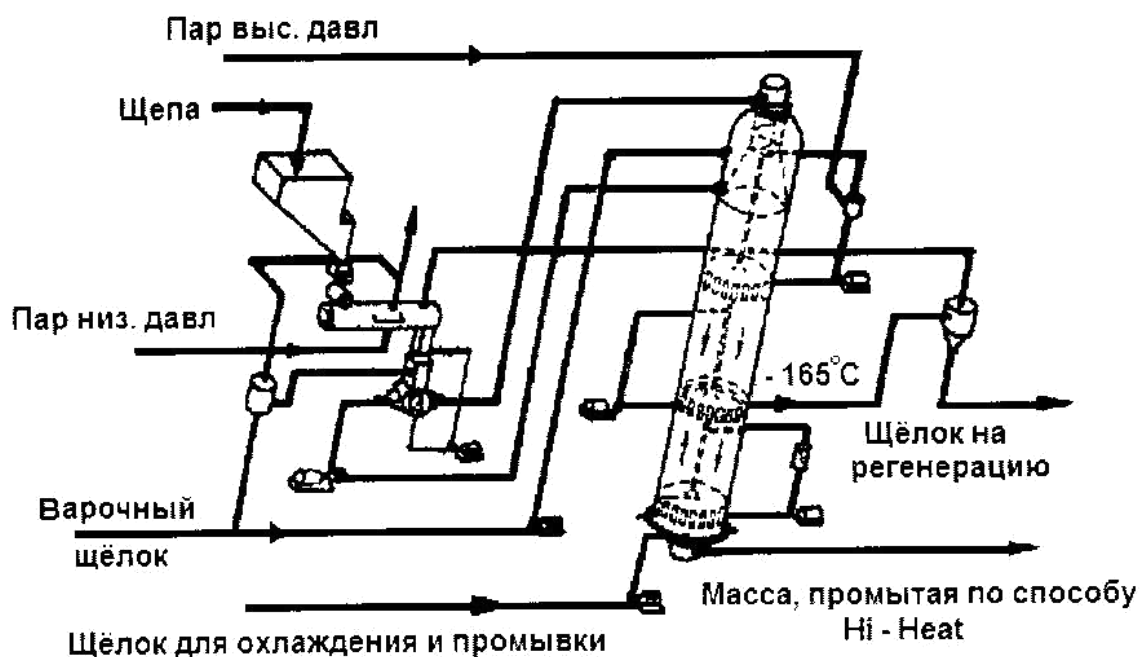 Пар выс. давл
Щепа
Пар низ. давл
- 165°C
Щёлок на
регенерацию
Варочный
щёлок
Масса, промытая по способу
Hi - Heat
Щёлок для охлаждения и промывки